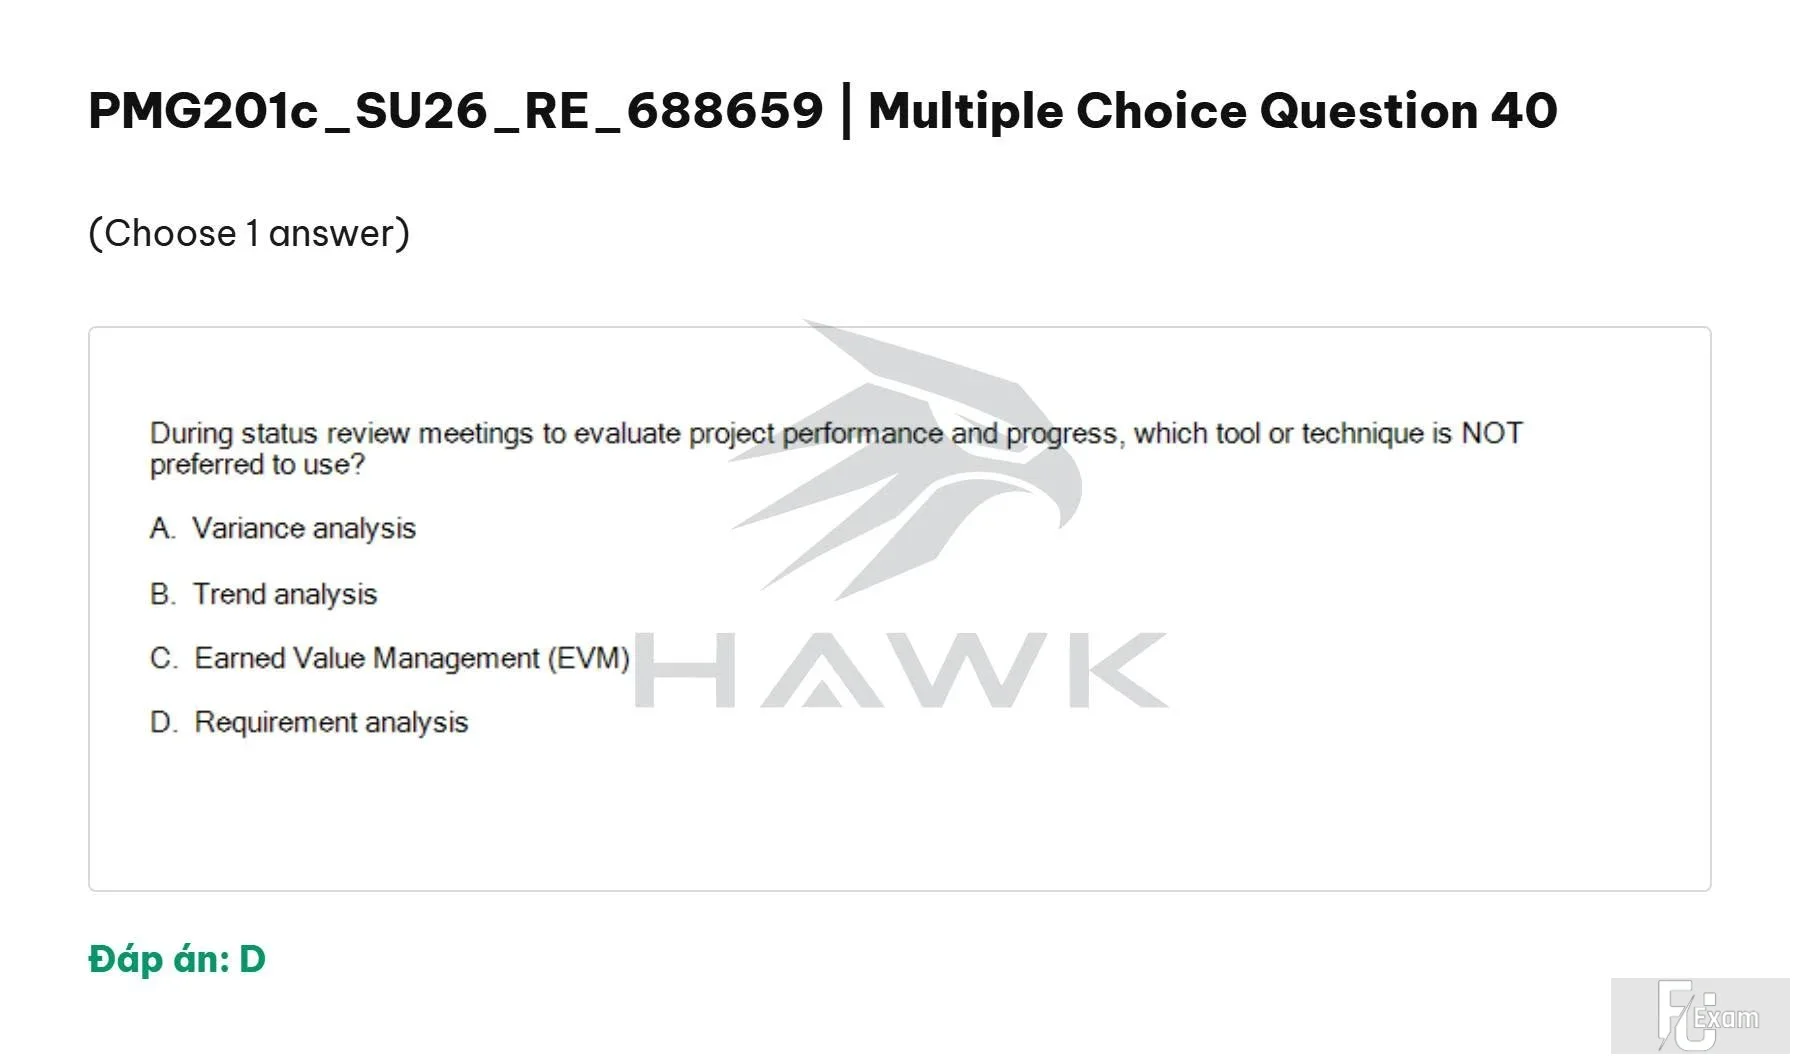 PMG201c_SU26_RE_688659 | Multiple Choice Question 40
(Choose 1 answer)
During status review meetings to evaluate project performance and progress, which tool or technique is NOT
preferred to use?
A. Variance analysis
B. Trend analysis
C. Earned Value Management (EVM)
D. Requirement analysis
HAWK
Đáp án: D
FU Exam